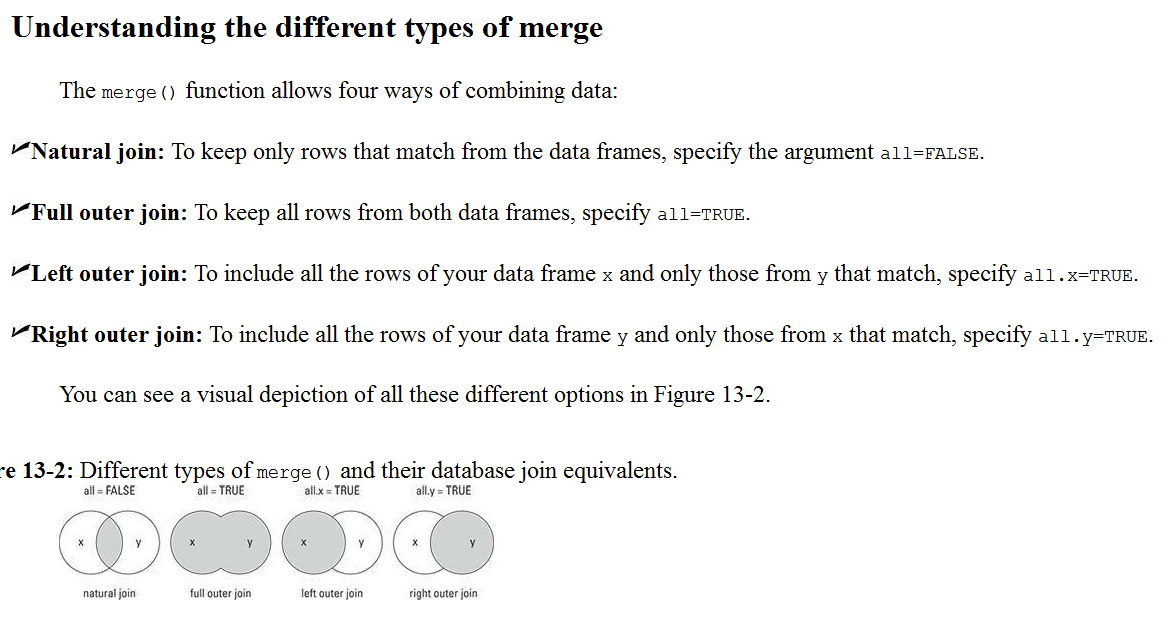 Understanding the different types of merge
The merge() function allows four ways of combining data:
Natural join: To keep only rows that match from the data frames, specify the argument all=FALSE.
Full outer join: To keep all rows from both data frames, specify all=TRUE.
Left outer join: To include all the rows of your data frame x and only those from y that match, specify all.x=TRUE.
Right outer join: To include all the rows of your data frame y and only those from x that match, specify all.y=TRUE.
You can see a visual depiction of all these different options in Figure 13-2.
re 13-2: Different types of merge() and their database join equivalents.
all = FALSE all = TRUE all.x = TRUE all.y = TRUE
x y x y x y x y
natural join full outer join left outer join right outer join